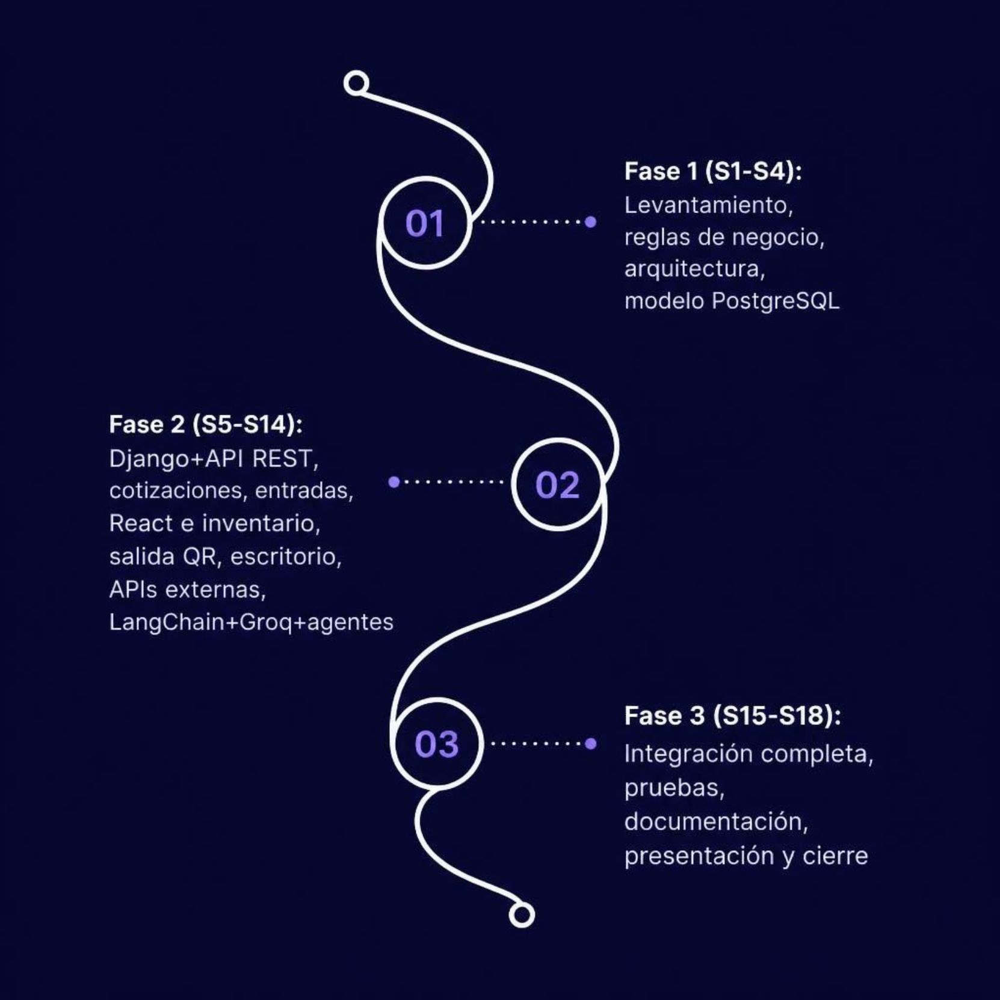 01
Fase 1 (S1-S4):
Levantamiento,
reglas de negocio,
arquitectura,
modelo PostgreSQL
Fase 2 (S5-S14):
Django+API REST,
cotizaciones, entradas,
React e inventario,
salida QR, escritorio,
APIs externas,
LangChain+Groq+agentes
02
03
Fase 3 (S15-S18):
Integración completa,
pruebas,
documentación,
presentación y cierre